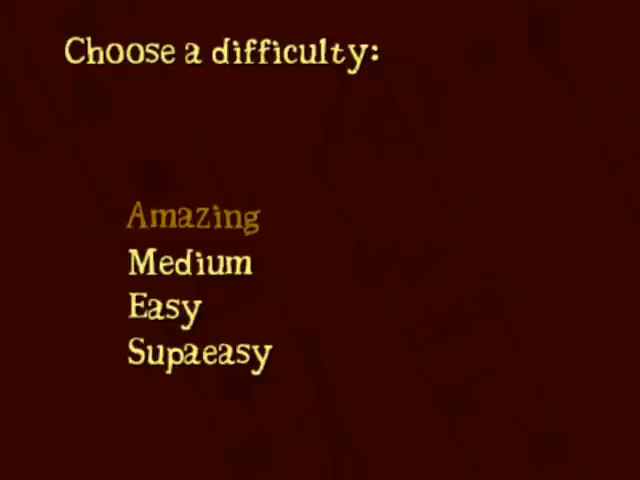 Choose a difficulty:
Amazing
Medium
Easy
Supaeasy